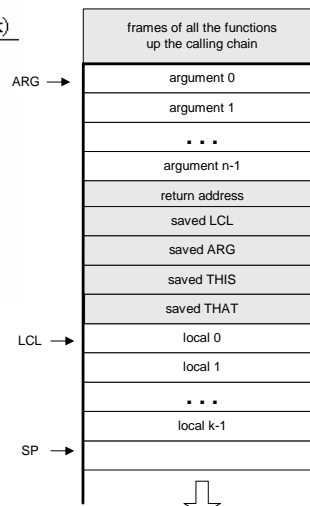 frames of all the functions
up the calling chain
ARG
argument 0
argument 1
...
argument n-1
return address
saved LCL
saved ARG
saved THIS
saved THAT
LCL
local 0
local 1
...
local k-1
SP